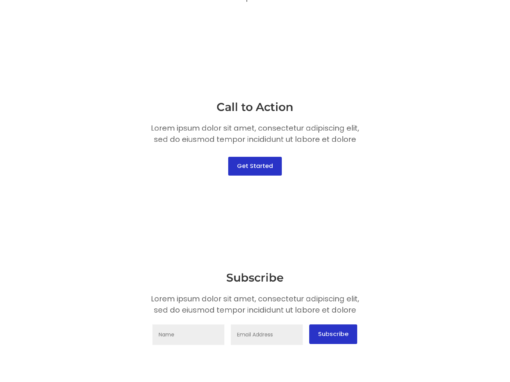 Call to Action
Lorem ipsum dolor sit amet, consectetur adipiscing elit,
sed do eiusmod tempor incididunt ut labore et dolore
Get Started
Subscribe
Lorem ipsum dolor sit amet, consectetur adipiscing elit,
sed do eiusmod tempor incididunt ut labore et dolore
Name Email Address Subscribe